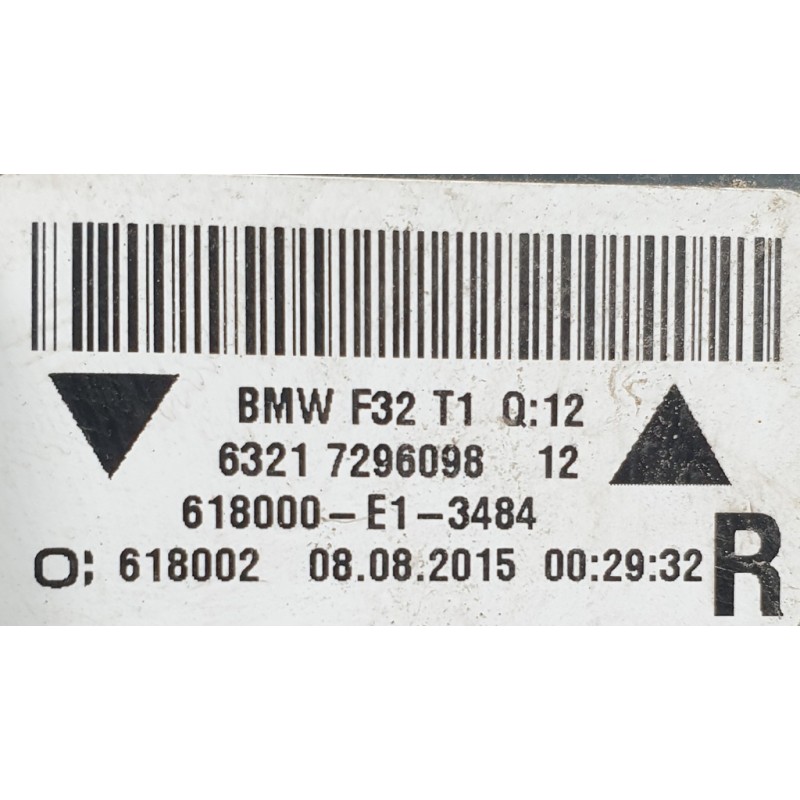 BMW F32 T1 Q:12
6321 7296098 12
618000-E1-3484
O; 618002 08.08.2015 00:29:32 R